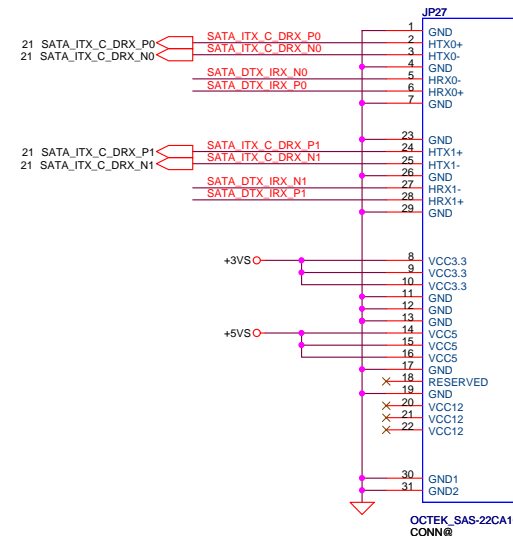 JP27
1 GND
21 SATA_ITX_C_DRX_P0 SATA_ITX_C_DRX_P0 2 HTX0+
21 SATA_ITX_C_DRX_N0 SATA_ITX_C_DRX_N0 3 HTX0-
4 GND
SATA_DTX_IRX_N0 5 HRX0-
SATA_DTX_IRX_P0 6 HRX0+
7 GND
23 GND
21 SATA_ITX_C_DRX_P1 SATA_ITX_C_DRX_P1 24 HTX1+
21 SATA_ITX_C_DRX_N1 SATA_ITX_C_DRX_N1 25 HTX1-
26 GND
SATA_DTX_IRX_N1 27 HRX1-
SATA_DTX_IRX_P1 28 HRX1+
29 GND
+3VS 8 VCC3.3
9 VCC3.3
10 VCC3.3
11 GND
12 GND
13 GND
+5VS 14 VCC5
15 VCC5
16 VCC5
17 GND
18 RESERVED
19 GND
20 VCC12
21 VCC12
22 VCC12
30 GND1
31 GND2
OCTEK_SAS-22CA1
CONN@